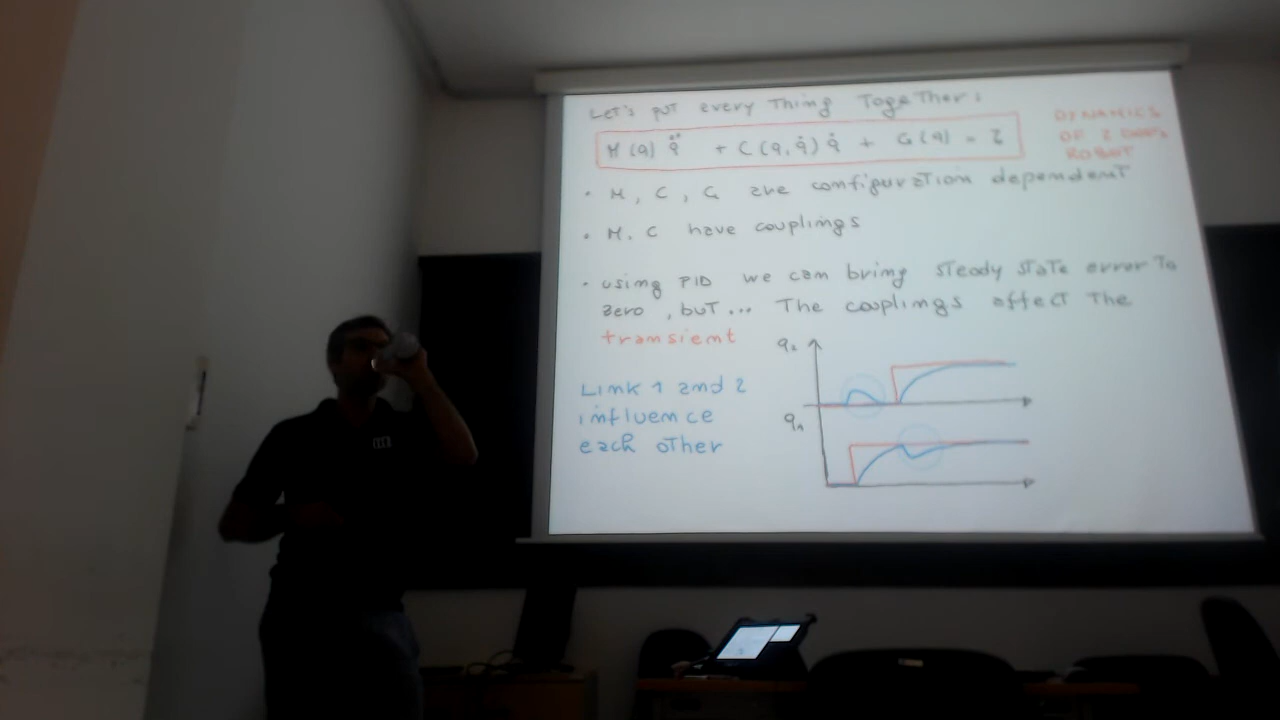 Let's put every Thing Together:
M(q) q̈ + C(q, q̇) q̇ + G(q) = τ
DYNAMICS
OF 2 DOFs
ROBOT
• M, C, G are configuration dependent
• M, C have couplings
• using PID we can bring steady state error to
zero, but... The couplings affect the
transient
q₂
Link 1 and 2
influence
each other
q₁